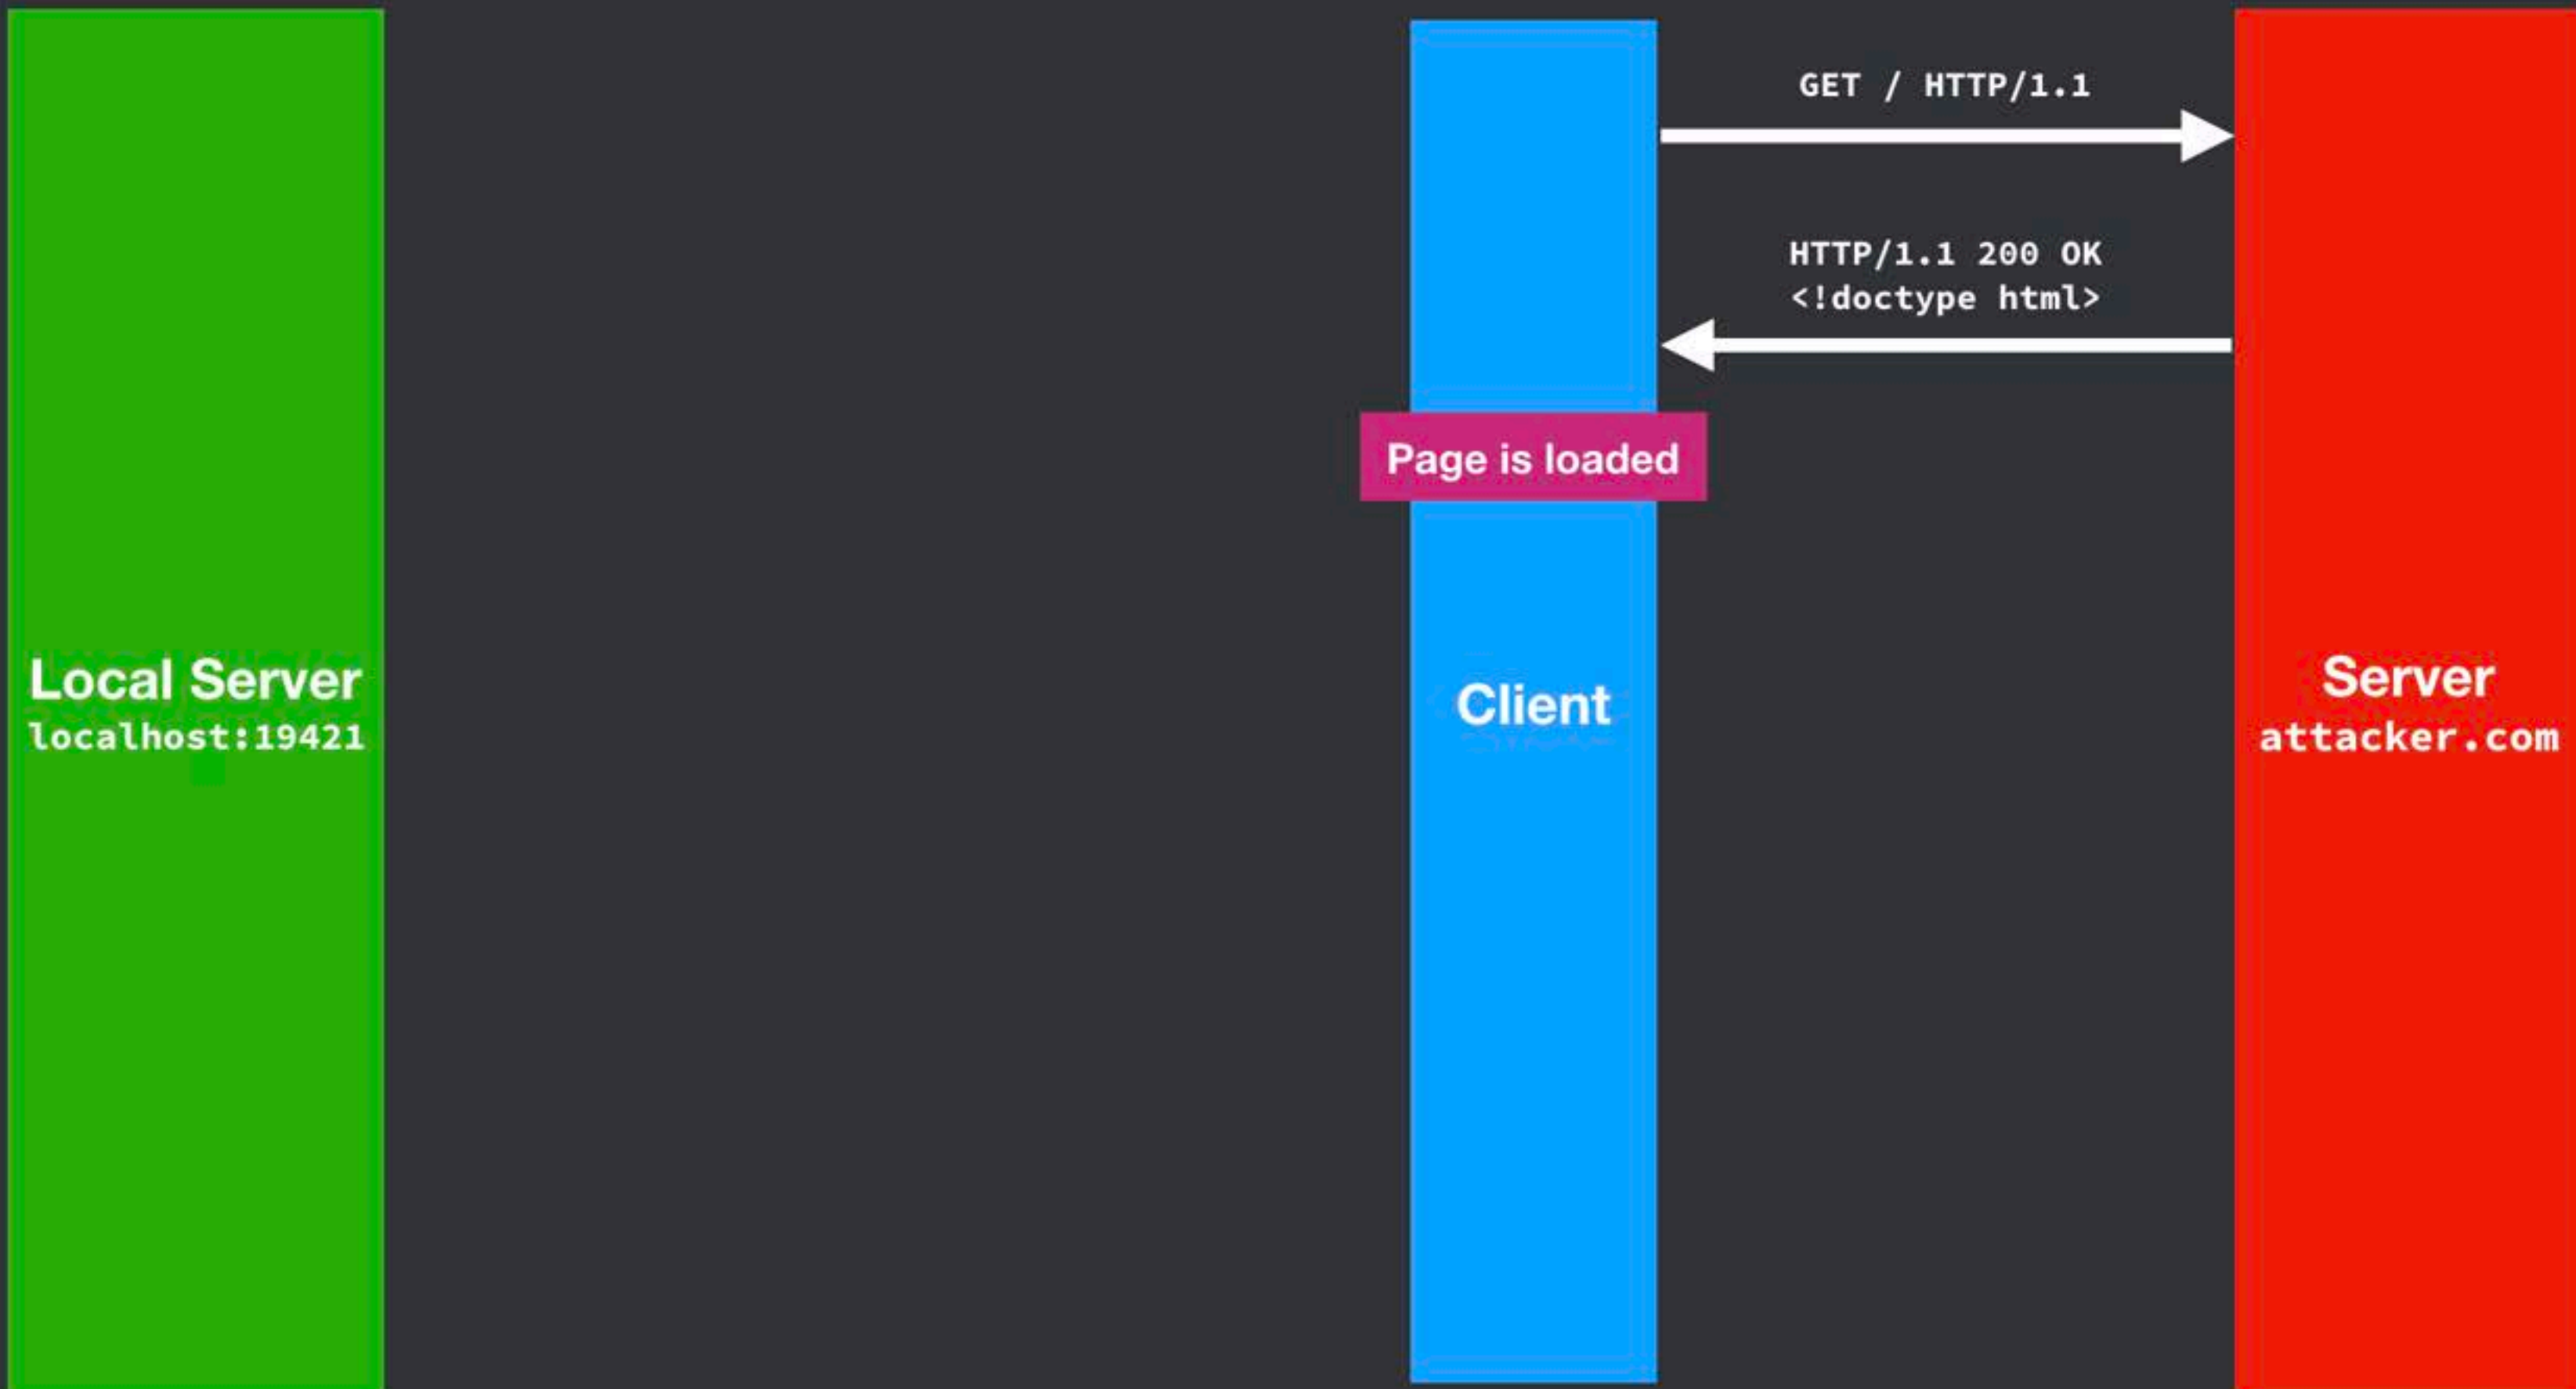 GET / HTTP/1.1
HTTP/1.1 200 OK
<!doctype html>
Page is loaded
Local Server
localhost:19421
Client
Server
attacker.com